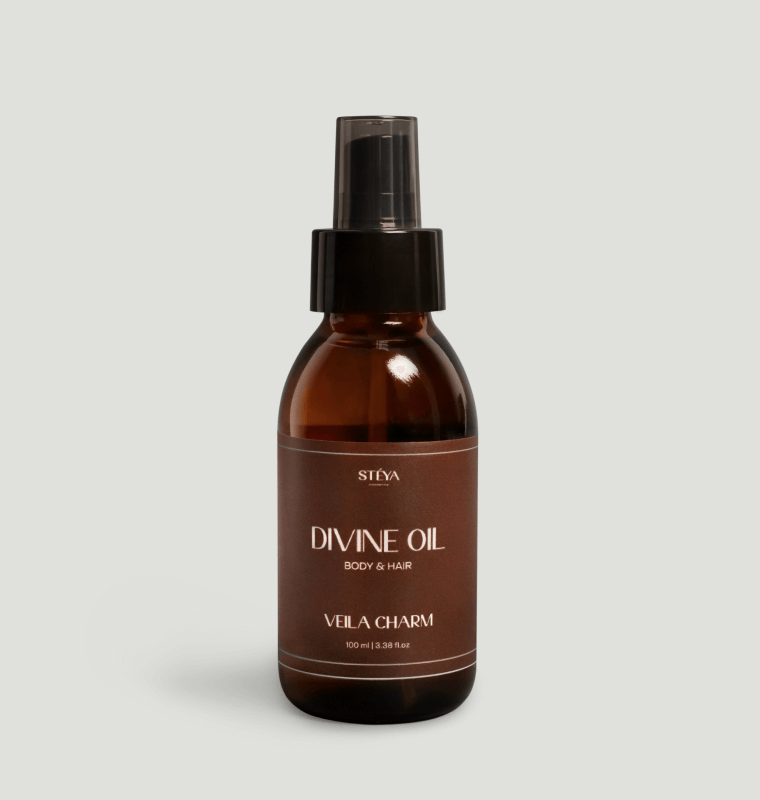 STÉYA
DIVINE OIL
BODY & HAIR
VEILA CHARM
100 ml | 3.38 fl.oz